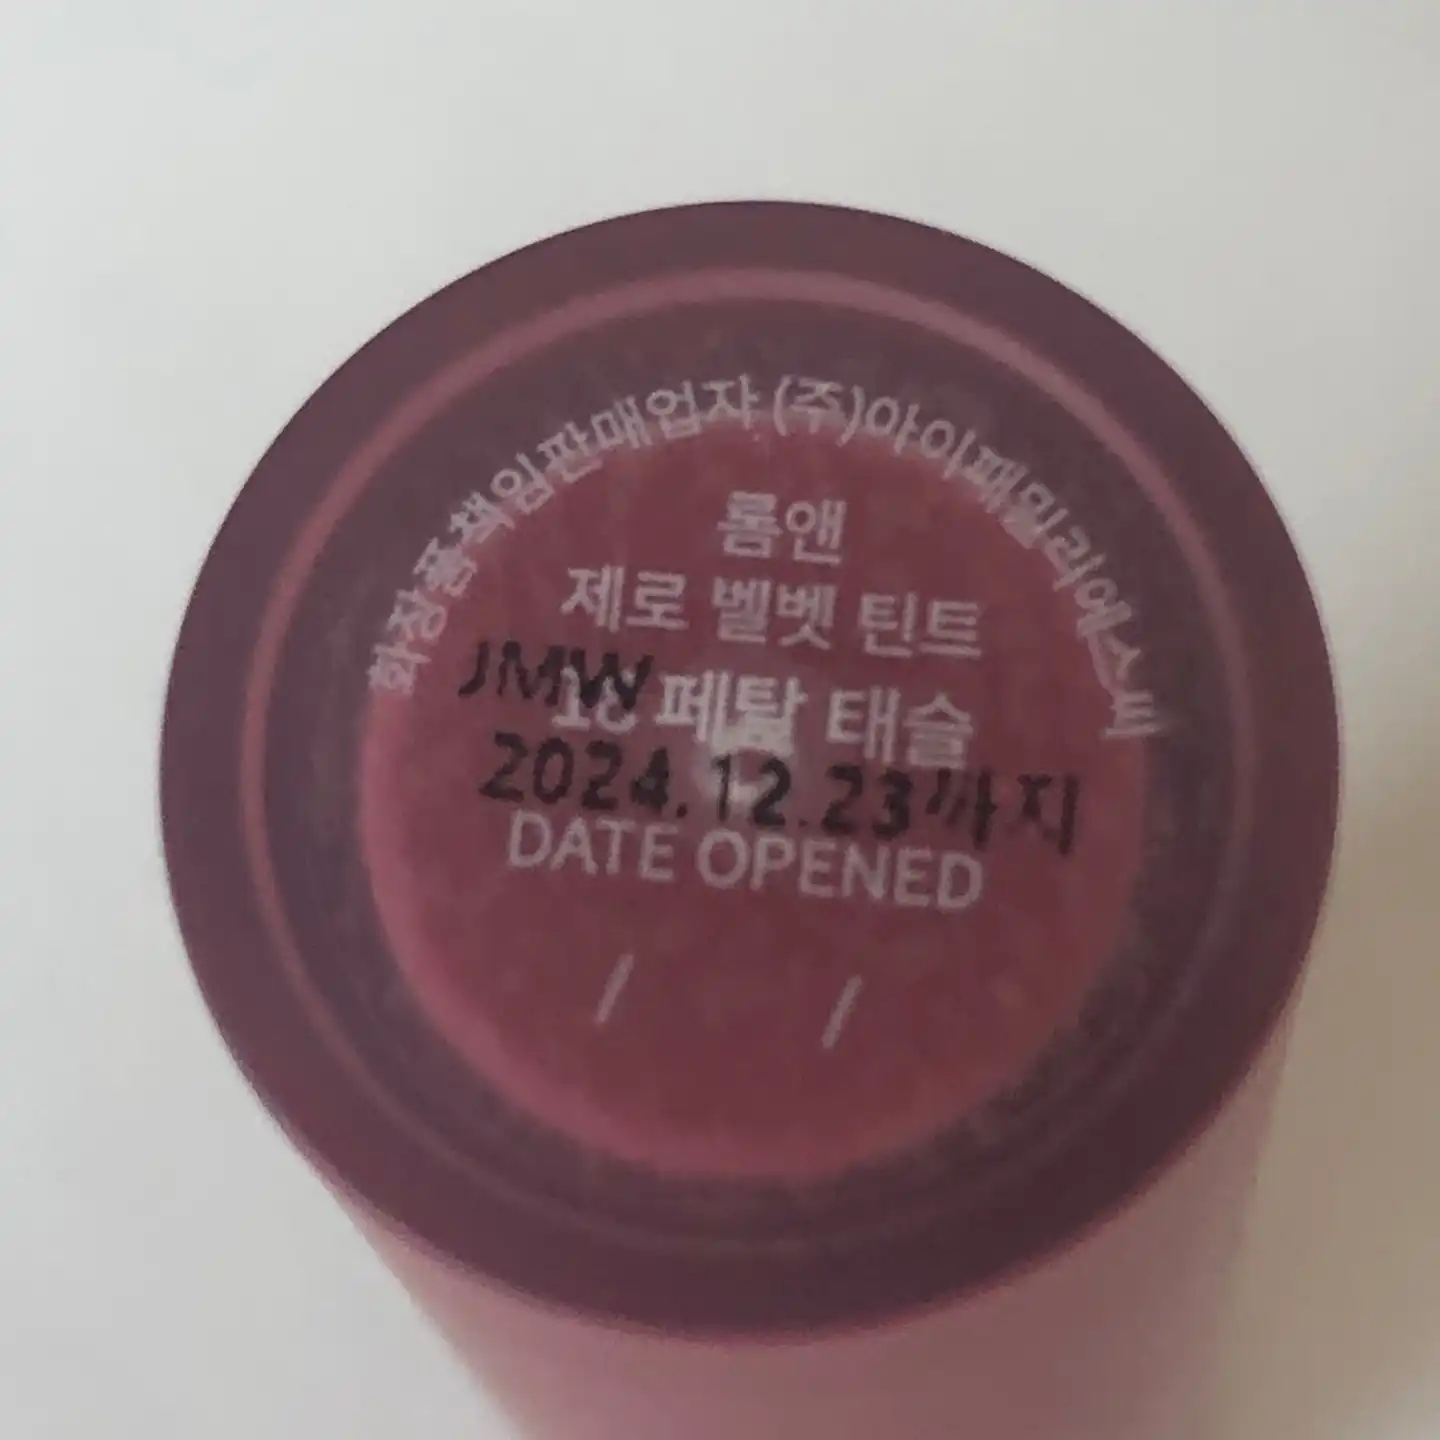 화장품책임판매업자 (주)아이패밀리에스씨
롬앤
제로 벨벳 틴트
JMW
페탈 태슬
2024.12.23까지
DATE OPENED
/ /